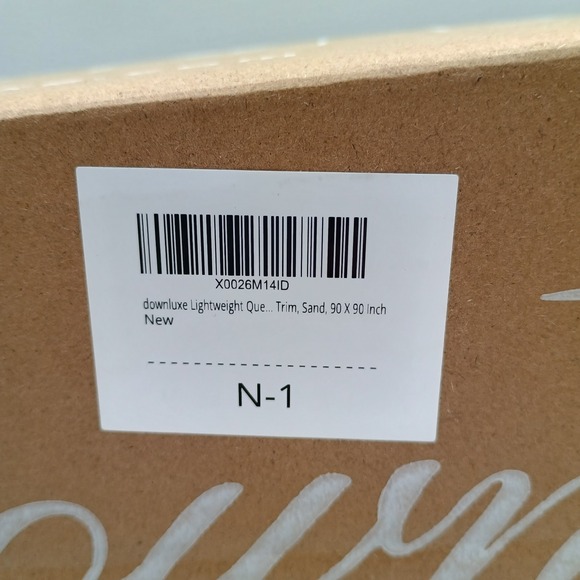 X0026M14ID
downluxe Lightweight Que... Trim, Sand, 90 X 90 Inch
New
N-1